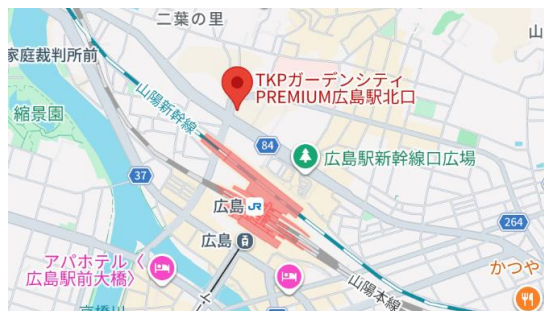 二葉の里
家庭裁判所前
山陽新幹線
TKPガーデンシティ
PREMIUM広島駅北口
縮景園
84
広島駅新幹線口広場
37
広島
JR
264
広島
アパホテル〈
広島駅前大橋〉
かつや
山陽本線